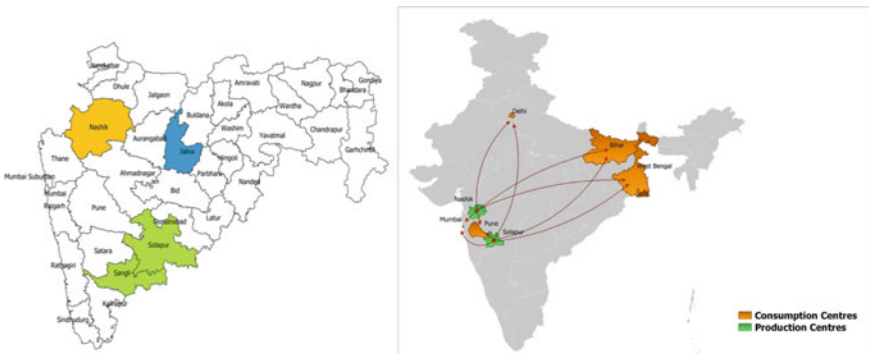 Nandurbar
Dhule
Jalgaon
Nashik
Buldana
Akola
Amravati
Nagpur
Gondiya
Bhandara
Wardha
Washim
Yavatmal
Chandrapur
Garhchiroli
Aurangabad
Jalna
Hingoli
Parbhani
Nanded
Thane
Mumbai Suburban
Mumbai
Raigarh
Ahmadnagar
Bid
Pune
Latur
Osmanabad
Solapur
Satara
Sangli
Ratnagiri
Kolhapur
Sindhudurg
Delhi
Bihar
West Bengal
Nashik
Mumbai
Pune
Solapur
Consumption Centres
Production Centres